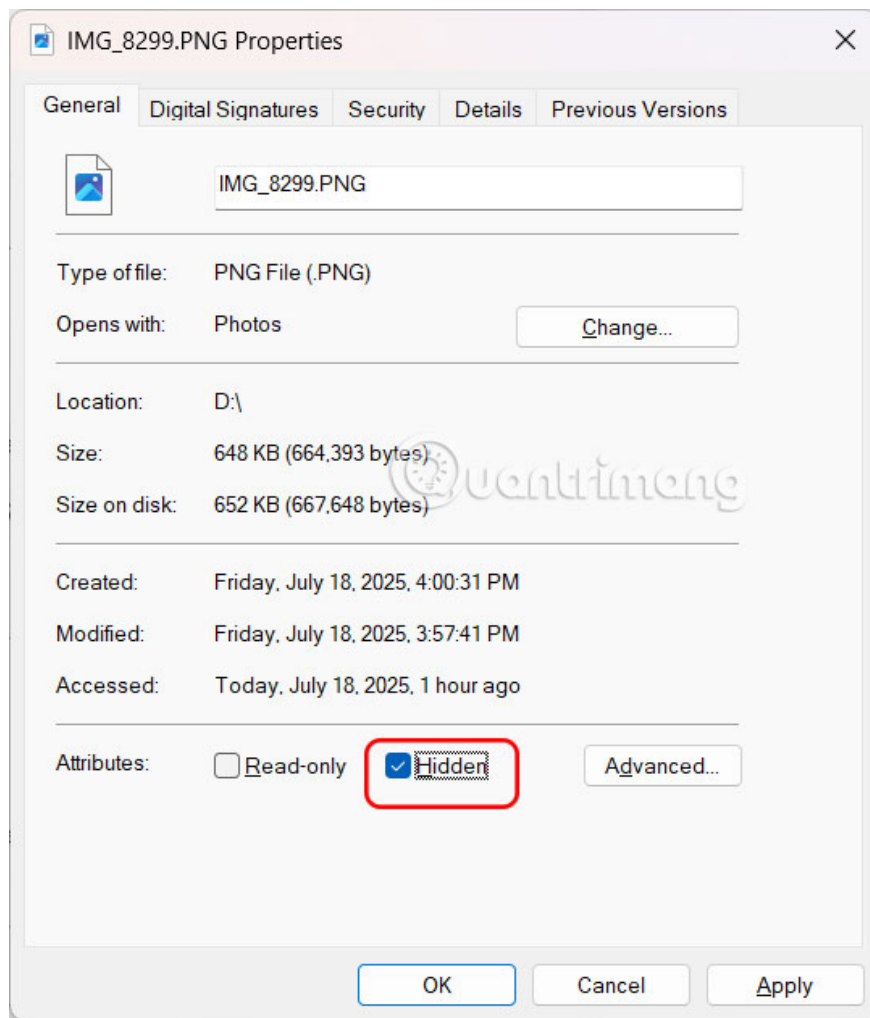 IMG_8299.PNG Properties
General Digital Signatures Security Details Previous Versions
IMG_8299.PNG
Type of file: PNG File (.PNG)
Opens with: Photos Change...
Location: D:\
Size: 648 KB (664,393 bytes)
Quantrimang
Size on disk: 652 KB (667,648 bytes)
Created: Friday, July 18, 2025, 4:00:31 PM
Modified: Friday, July 18, 2025, 3:57:41 PM
Accessed: Today, July 18, 2025, 1 hour ago
Attributes: Read-only Hidden Advanced...
OK Cancel Apply